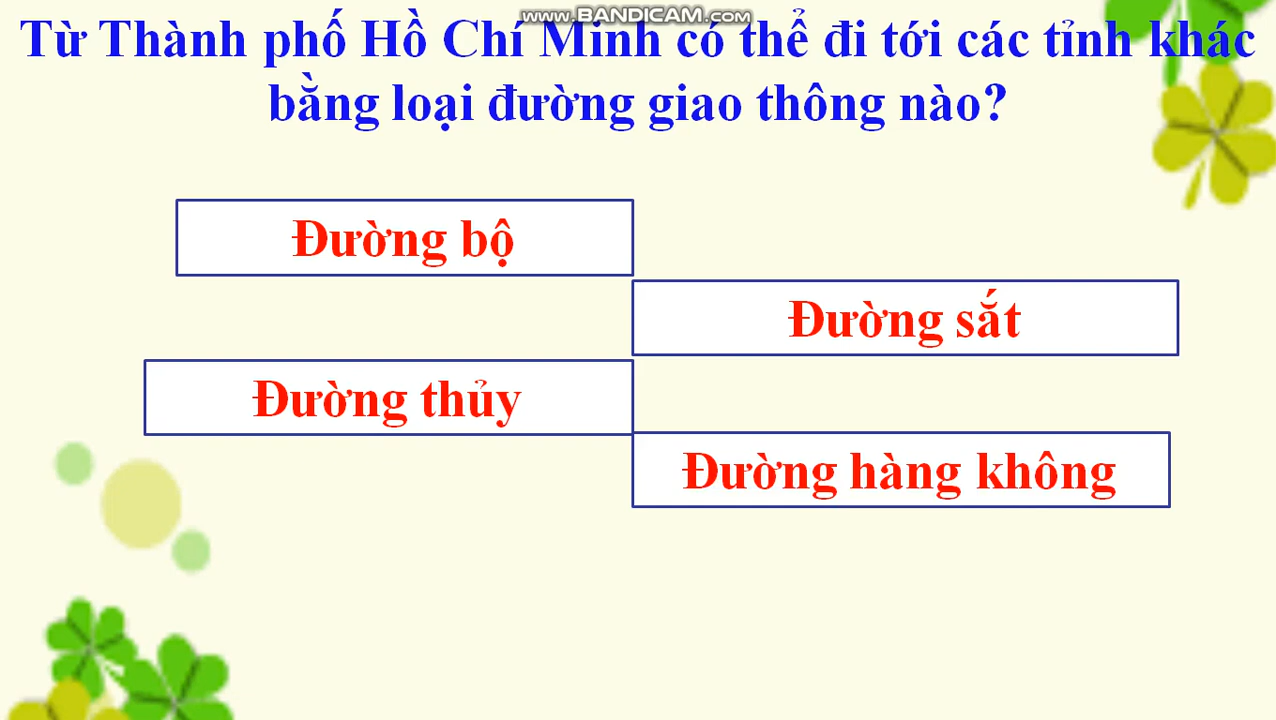 www.BANDICAM.com
Từ Thành phố Hồ Chí Minh có thể đi tới các tỉnh khác
bằng loại đường giao thông nào?
Đường bộ
Đường sắt
Đường thủy
Đường hàng không